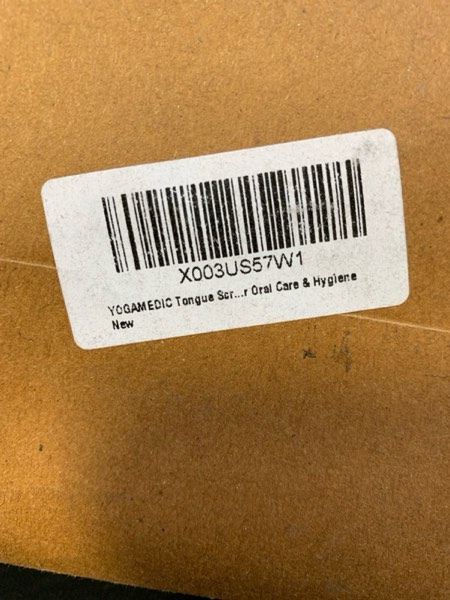 X003US57W1
YOGAMEDIC Tongue Scr...r Oral Care & Hygiene
New